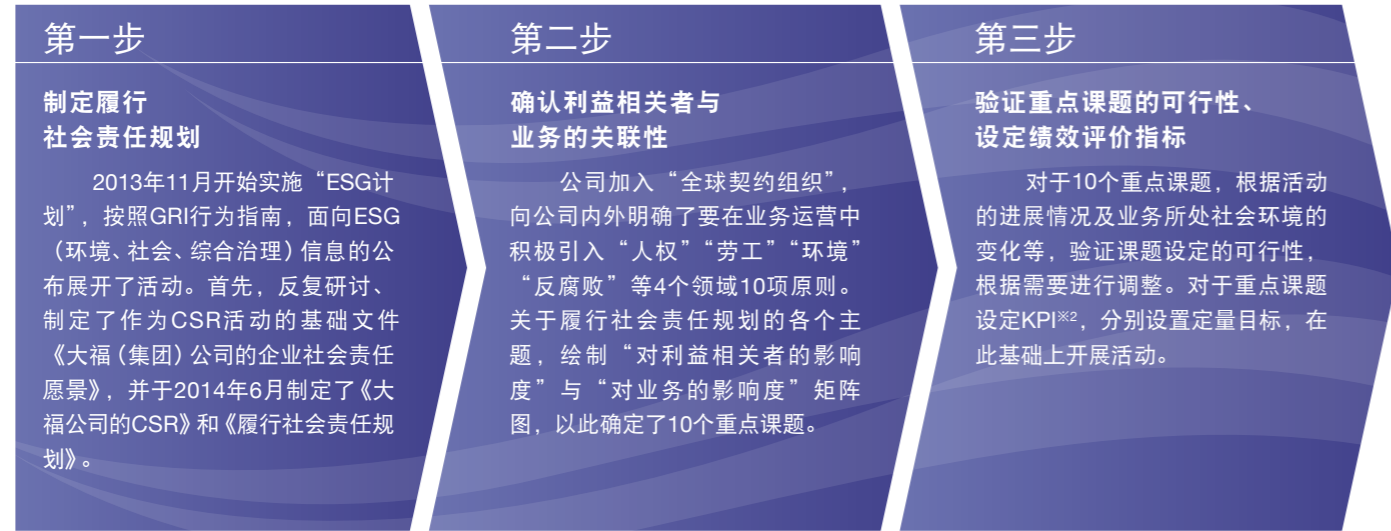 第一步
制定履行
社会责任规划
2013年11月开始实施“ESG计
划”，按照GRI行为指南，面向ESG
（环境、社会、综合治理）信息的公
布展开了活动。首先，反复研讨、
制定了作为CSR活动的基础文件
《大福（集团）公司的企业社会责任
愿景》，并于2014年6月制定了《大
福公司的CSR》和《履行社会责任规
划》。
第二步
确认利益相关者与
业务的关联性
公司加入“全球契约组织”，
向公司内外明确了要在业务运营中
积极引入“人权”“劳工”“环境”
“反腐败”等4个领域10项原则。
关于履行社会责任规划的各个主
题，绘制“对利益相关者的影响
度”与“对业务的影响度”矩阵
图，以此确定了10个重点课题。
第三步
验证重点课题的可行性、
设定绩效评价指标
对于10个重点课题，根据活动
的进展情况及业务所处社会环境的
变化等，验证课题设定的可行性，
根据需要进行调整。对于重点课题
设定KPI※2，分别设置定量目标，在
此基础上开展活动。